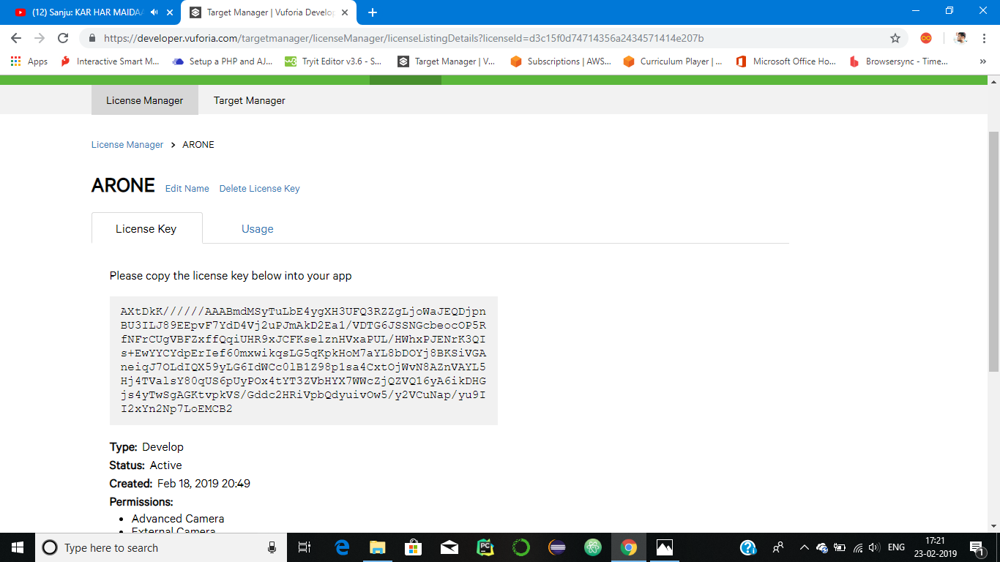 (12) Sanju: KAR HAR MAIDAA
Target Manager | Vuforia Develop
https://developer.vuforia.com/targetmanager/licenseManager/licenseListingDetails?licenseId=d3c15f0d74714356a2434571414e207b
Apps
Interactive Smart M...
Setup a PHP and AJ...
Tryit Editor v3.6 - S...
Target Manager | V...
Subscriptions | AWS...
Curriculum Player | ...
Microsoft Office Ho...
Browsersync - Time...
License Manager
Target Manager
License Manager > ARONE
ARONE Edit Name Delete License Key
License Key
Usage
Please copy the license key below into your app
AXtDkK//////AAABmdMSyTuLbE4ygXH3UFQ3RZZgLjoWaJEQDjpn
BU3ILJ89EEpvF7YdD4Vj2uPJmAkD2Ea1/VDTG6JSSNGcbeocOP5R
fNFrCUgVBFZxffQqiUHR9xJCFKselznHVxaPUL/HWhxPJENrK3QI
s+EwYYCYdpErIef60mxwikqsLG5qKpkHoM7aYL8bDOYj8BKSiVGA
neiqJ7OLdIQX59yLG6IdWCc0lB1Z98p1sa4CxtOjWvN8AZnVAYL5
Hj4TValsY80qUS6pUyPOx4tYT3ZVbHYX7WWcZjQZVQ16yA6ikDHG
js4yTwSgAGKtvpkVS/Gddc2HRiVpbQdyuivOw5/y2VCuNap/yu9I
I2xYn2Np7LoEMCB2
Type: Develop
Status: Active
Created: Feb 18, 2019 20:49
Permissions:
• Advanced Camera
• External Camera
Type here to search
ENG
17:21
23-02-2019
1